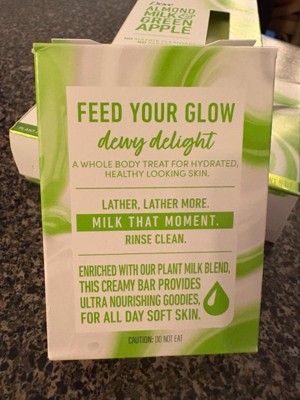 Dove
ALMOND
MILK &
GREEN
APPLE
FEED YOUR GLOW
dewy delight
A WHOLE BODY TREAT FOR HYDRATED,
HEALTHY LOOKING SKIN.
LATHER, LATHER MORE.
MILK THAT MOMENT.
RINSE CLEAN.
ENRICHED WITH OUR PLANT MILK BLEND,
THIS CREAMY BAR PROVIDES
ULTRA NOURISHING GOODIES,
FOR ALL DAY SOFT SKIN.
CAUTION: DO NOT EAT